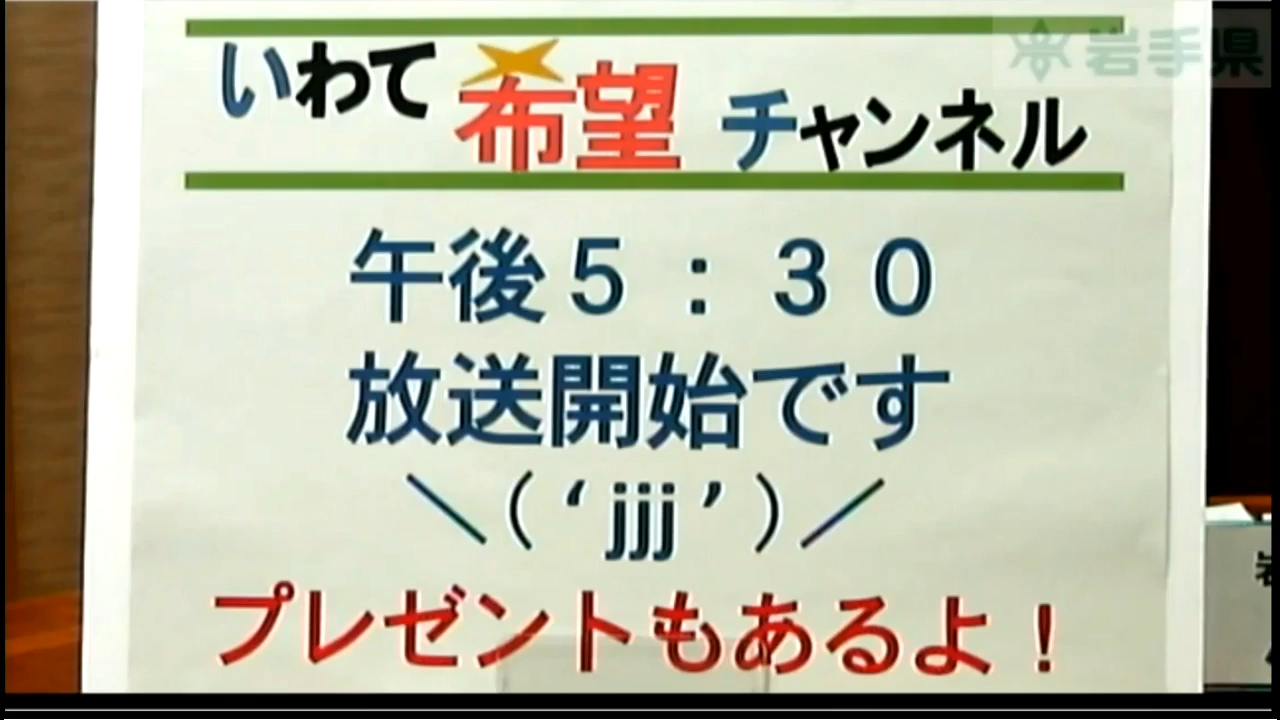 岩手県
いわて希望チャンネル
午後５：３０
放送開始です
＼(‘jjj’)／
プレゼントもあるよ！